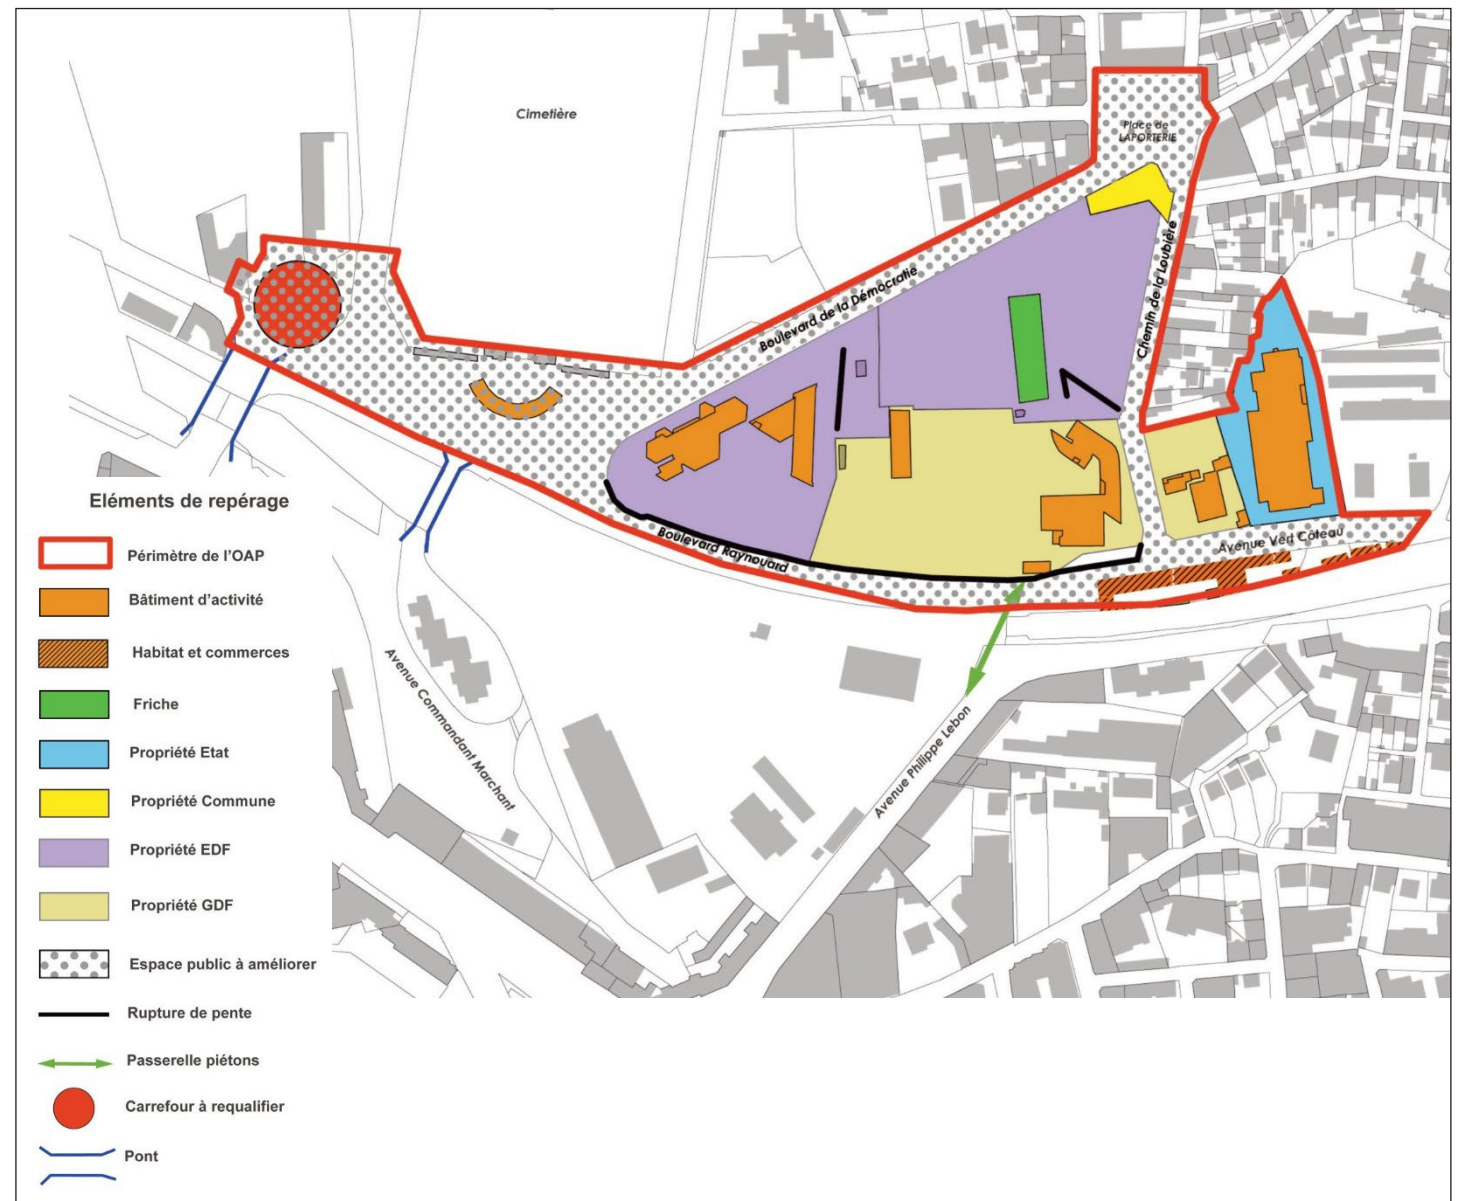 Cimetière
Place de
LAPORTERIE
Boulevard de la Démocratie
Chemin de la Loubière
Boulevard Raynouard
Avenue Vert Côteau
Avenue Commandant Marchant
Avenue Philippe Lebon
Eléments de repérage
Périmètre de l'OAP
Bâtiment d'activité
Habitat et commerces
Friche
Propriété Etat
Propriété Commune
Propriété EDF
Propriété GDF
Espace public à améliorer
Rupture de pente
Passerelle piétons
Carrefour à requalifier
Pont